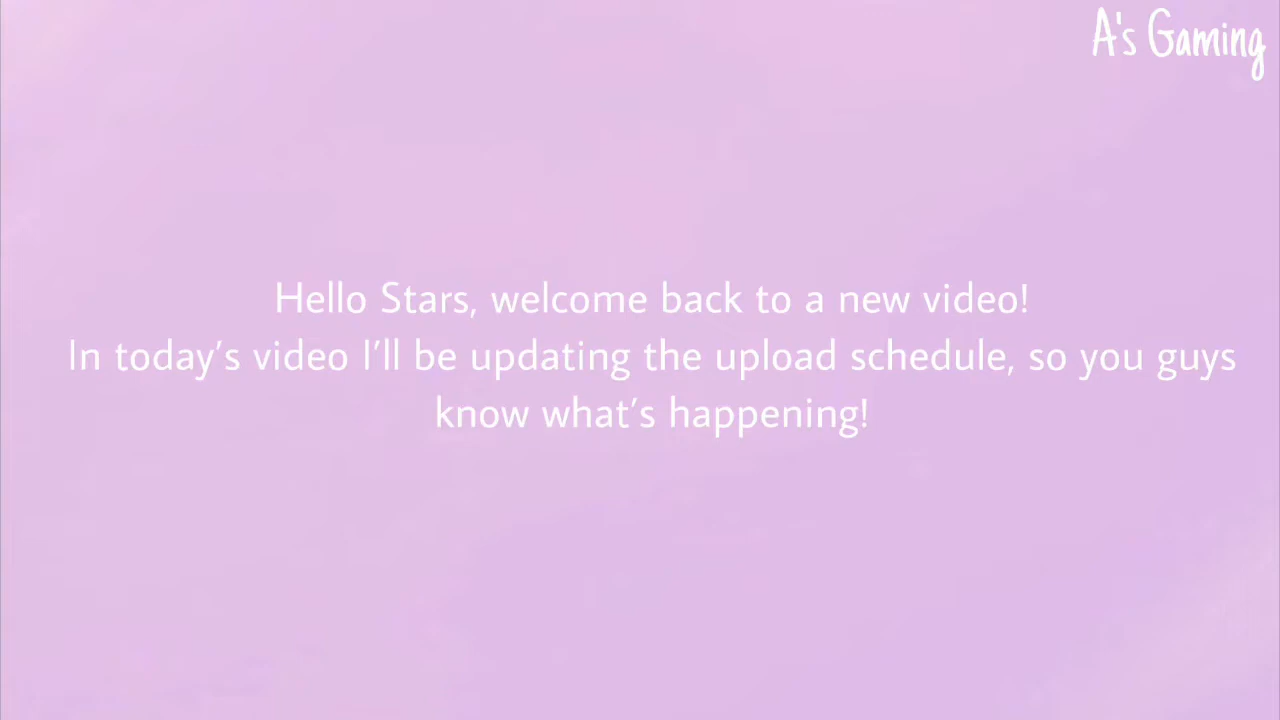 A's Gaming
Hello Stars, welcome back to a new video!
In today's video I'll be updating the upload schedule, so you guys
know what's happening!